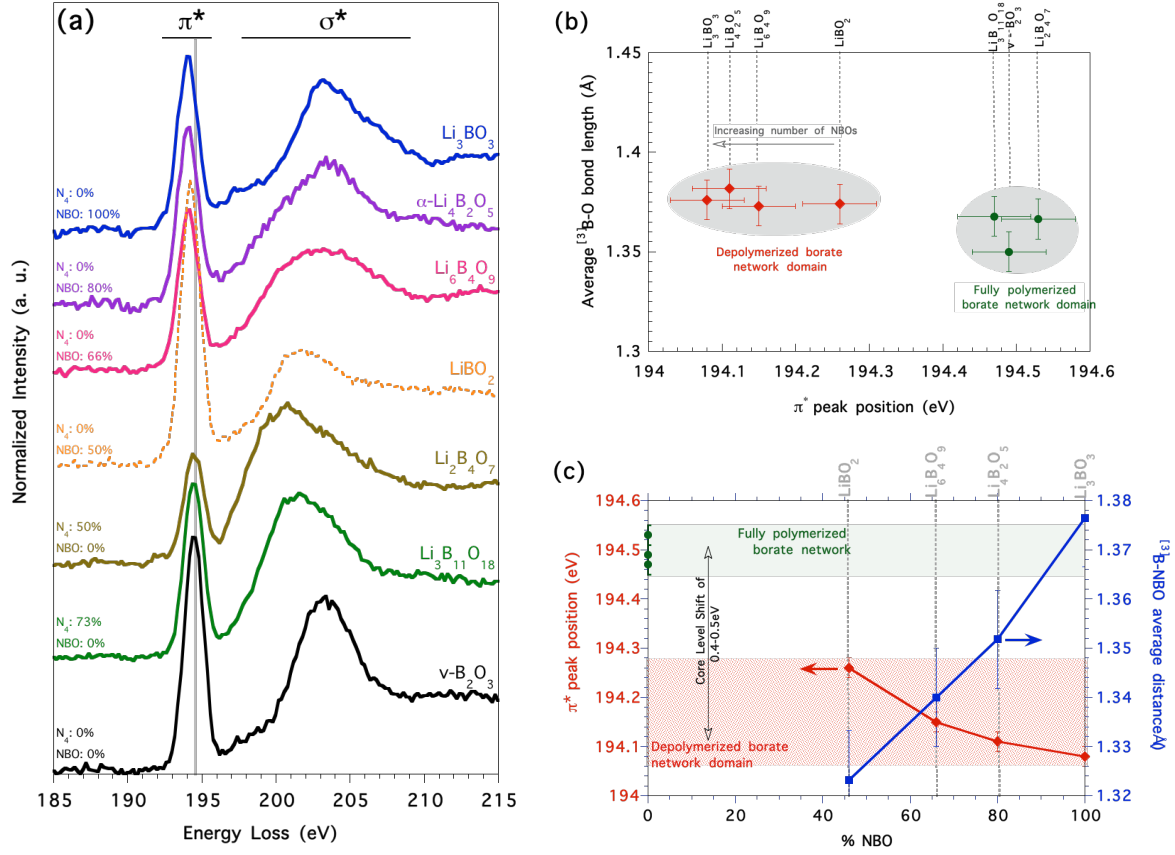 (a)
π*
σ*
Li3BO3
N4: 0%
NBO: 100%
α-Li4B2O5
N4: 0%
NBO: 80%
Li6B4O9
N4: 0%
NBO: 66%
LiBO2
N4: 0%
NBO: 50%
Li2B4O7
N4: 50%
NBO: 0%
Li3B11O18
N4: 73%
NBO: 0%
v-B2O3
N4: 0%
NBO: 0%
185 190 195 200 205 210 215
Energy Loss (eV)
Normalized Intensity (a. u.)
(b)
Li3BO3
Li4B2O5
Li6B4O9
LiBO2
Li3B11O18
v-BO2 3
Li2B4O7
1.45
1.4
1.35
1.3
Average [3]B-O bond length (Å)
Increasing number of NBOs
Depolymerized borate
network domain
Fully polymerized
borate network domain
194 194.1 194.2 194.3 194.4 194.5 194.6
π* peak position (eV)
(c)
LiBO2
Li6B4O9
Li4B2O5
Li3BO3
194.6
194.5
194.4
194.3
194.2
194.1
194
π* peak position (eV)
Fully polymerized
borate network
Core Level Shift of
0.4-0.5eV
Depolymerized borate
network domain
1.38
1.37
1.36
1.35
1.34
1.33
1.32
[3]B-NBO average distance(Å)
0 20 40 60 80 100
% NBO